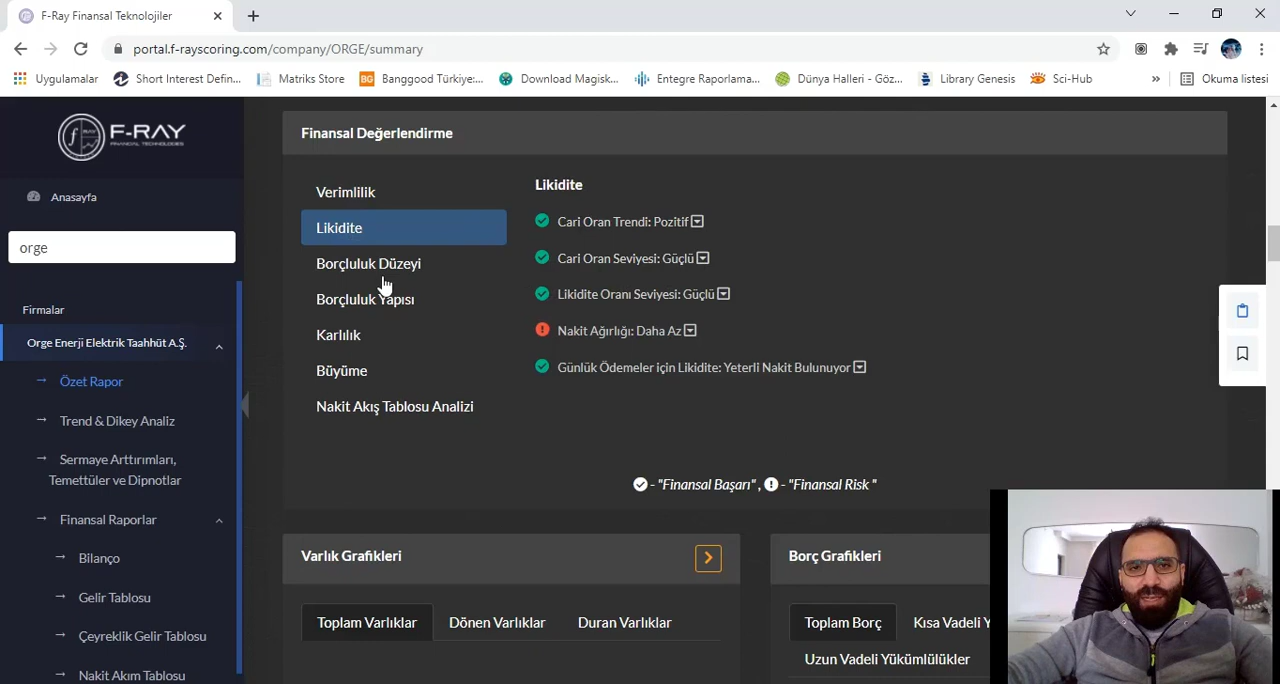 F-Ray Finansal Teknolojiler
portal.f-rayscoring.com/company/ORGE/summary
Uygulamalar
Short Interest Defin...
Matriks Store
BG
Banggood Türkiye:...
Download Magisk...
Entegre Raporlama...
Dünya Halleri - Göz...
Library Genesis
Sci-Hub
»
Okuma listesi
F-RAY
FINANCIAL TECHNOLOGIES
Anasayfa
orge
Firmalar
Orge Enerji Elektrik Taahhüt A.Ş.
Özet Rapor
Trend & Dikey Analiz
Sermaye Arttırımları,
Temettüler ve Dipnotlar
Finansal Raporlar
Bilanço
Gelir Tablosu
Çeyreklik Gelir Tablosu
Nakit Akım Tablosu
Finansal Değerlendirme
Verimlilik
Likidite
Borçluluk Düzeyi
Borçluluk Yapısı
Karlılık
Büyüme
Nakit Akış Tablosu Analizi
Likidite
Cari Oran Trendi: Pozitif
Cari Oran Seviyesi: Güçlü
Likidite Oranı Seviyesi: Güçlü
Nakit Ağırlığı: Daha Az
Günlük Ödemeler için Likidite: Yeterli Nakit Bulunuyor
- "Finansal Başarı" , - "Finansal Risk "
Varlık Grafikleri
Toplam Varlıklar
Dönen Varlıklar
Duran Varlıklar
Borç Grafikleri
Toplam Borç
Kısa Vadeli Y
Uzun Vadeli Yükümlülükler